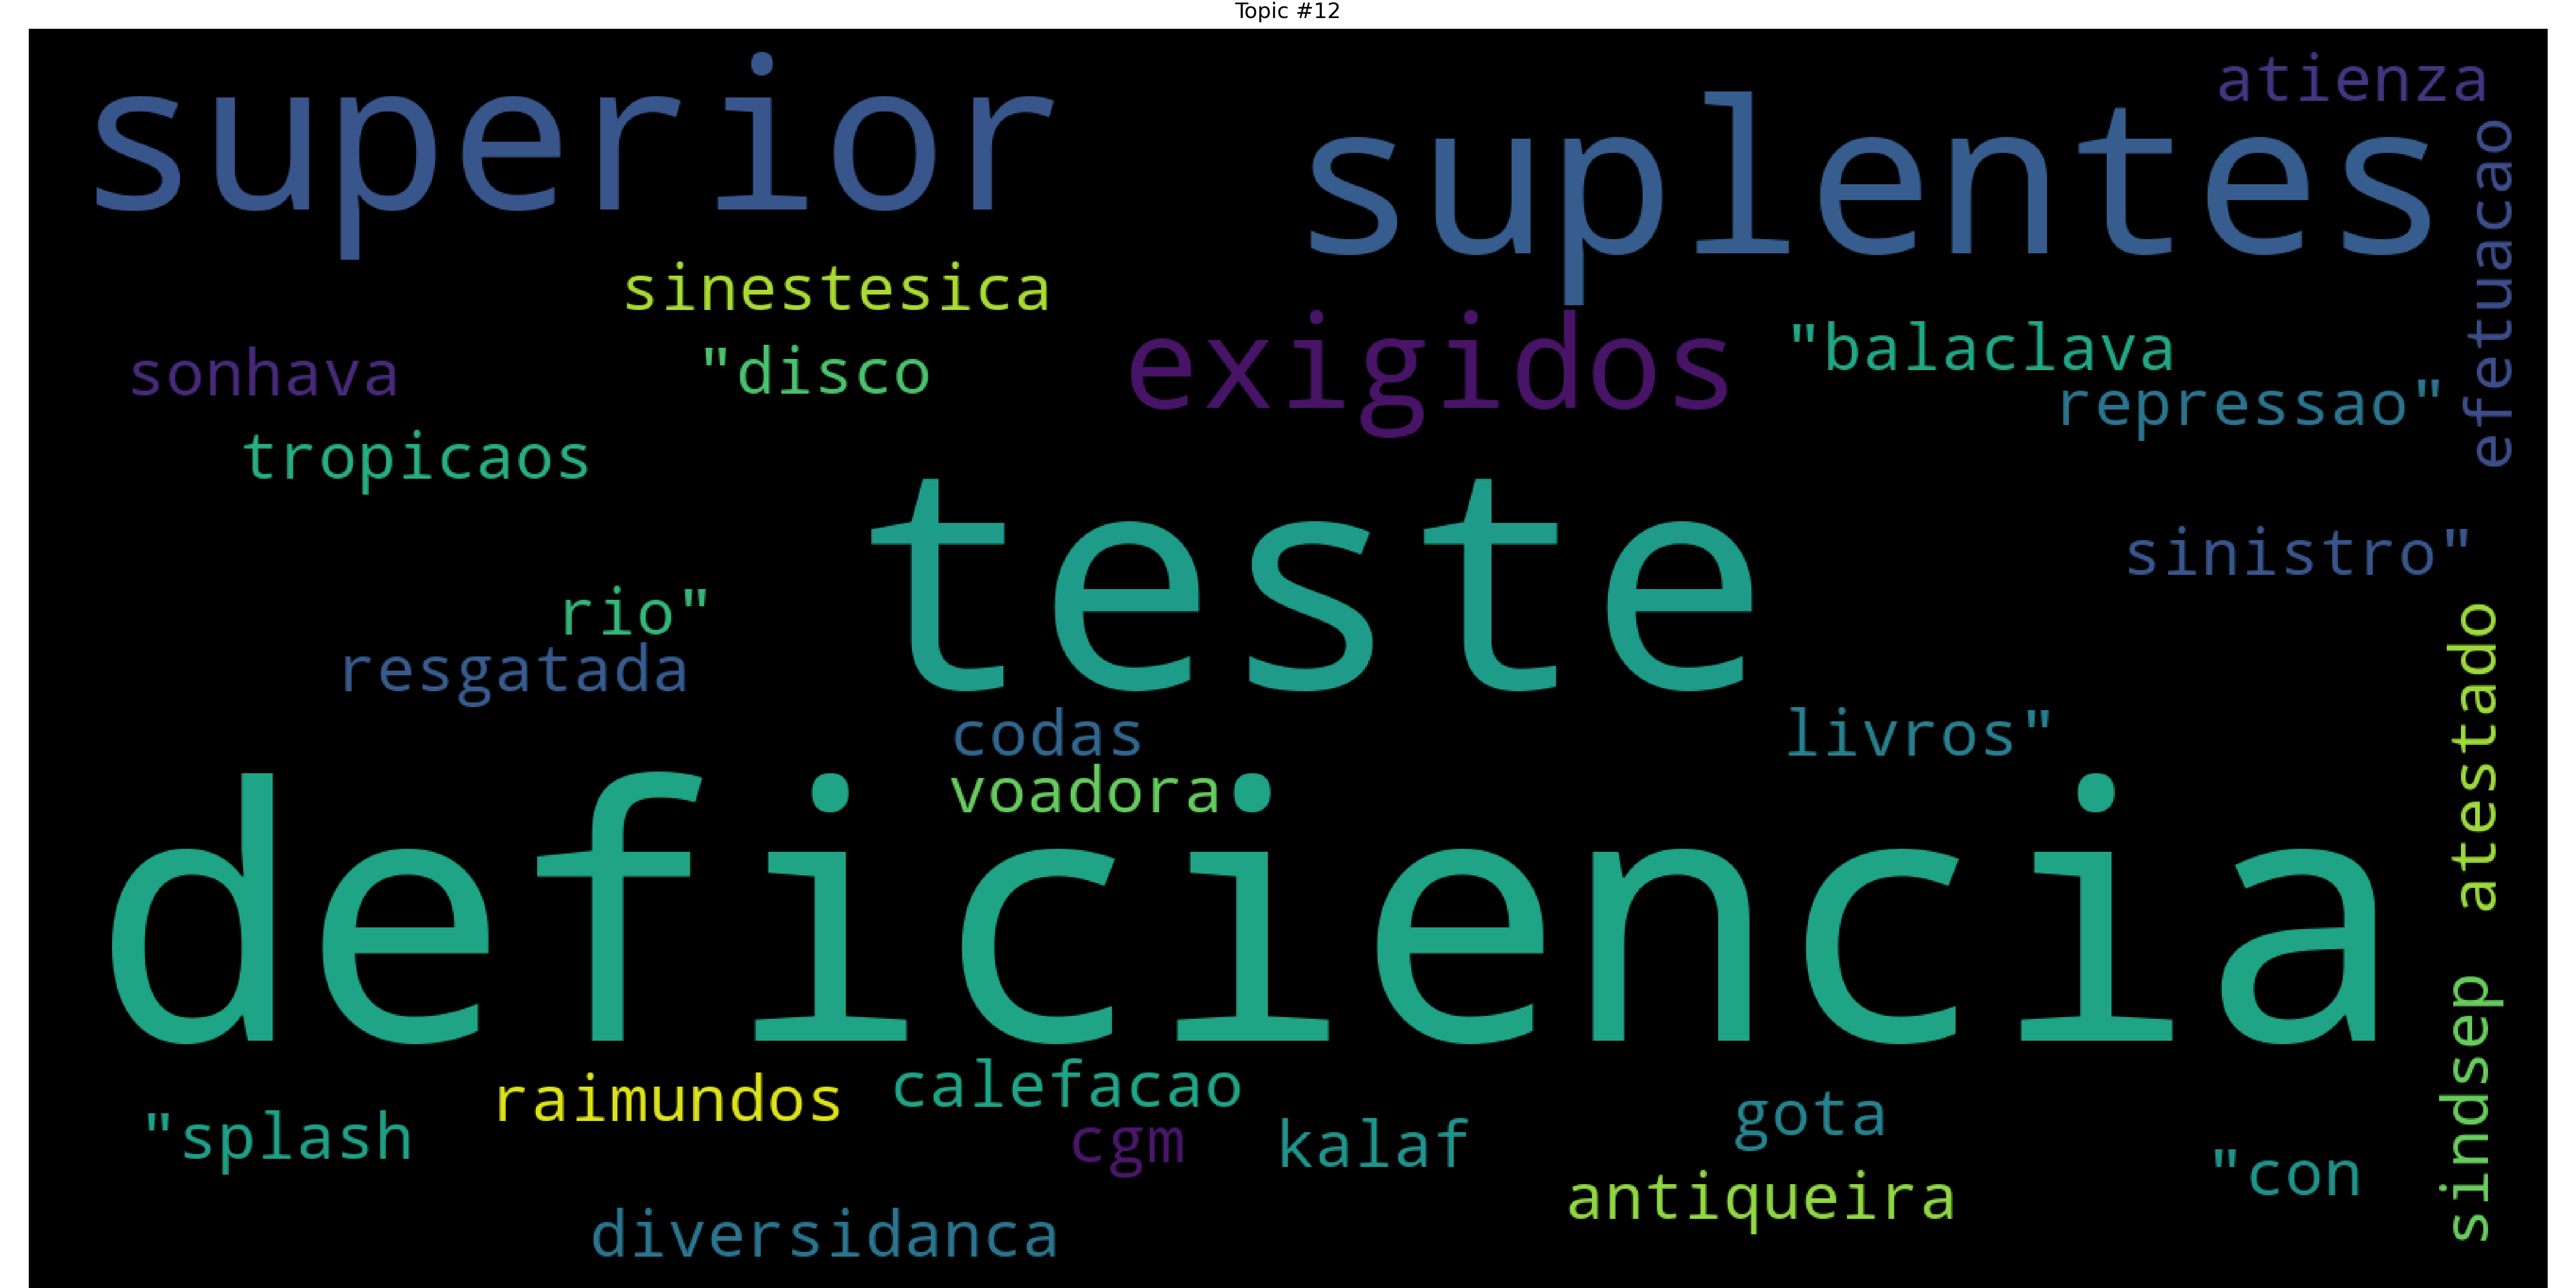 Topic #12
superior
suplentes
atienza
efetuacao
sinestesica
exigidos
"balaclava
sonhava
"disco
repressao"
tropicaos
teste
sinistro"
rio"
resgatada
atestado
codas
livros"
voadora
deficiencia
raimundos
calefacao
"splash
cgm
kalaf
gota
antiqueira
"con
sindsep
diversidanca